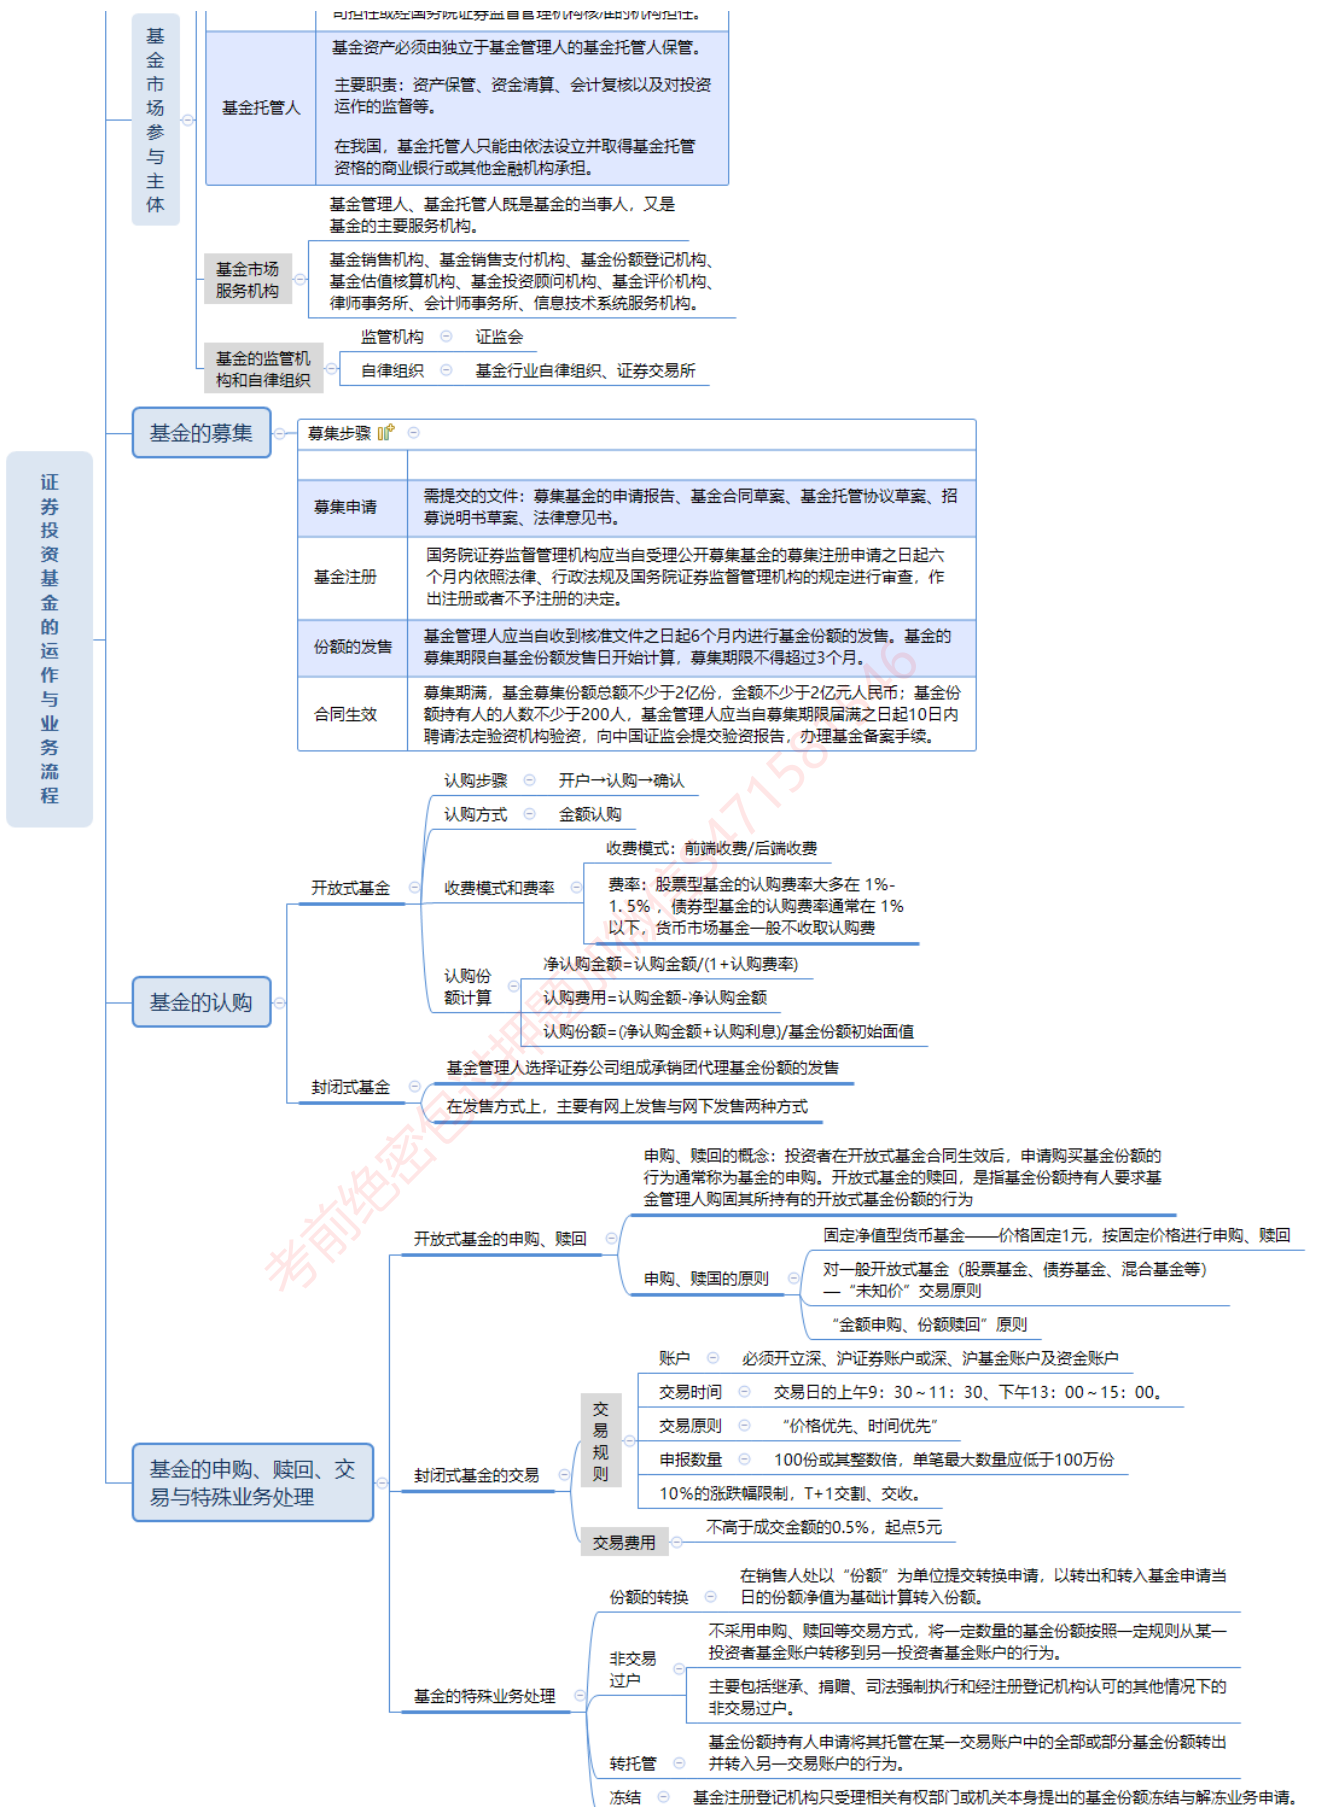 司担任或经国务院证券监督管理机构核准的机构担任。
基金市场参与主体
基金托管人
基金资产必须由独立于基金管理人的基金托管人保管。
主要职责：资产保管、资金清算、会计复核以及对投资
运作的监督等。
在我国，基金托管人只能由依法设立并取得基金托管
资格的商业银行或其他金融机构承担。
基金市场
服务机构
基金管理人、基金托管人既是基金的当事人，又是
基金的主要服务机构。
基金销售机构、基金销售支付机构、基金份额登记机构、
基金估值核算机构、基金投资顾问机构、基金评价机构、
律师事务所、会计师事务所、信息技术系统服务机构。
基金的监管机
构和自律组织
监管机构 证监会
自律组织 基金行业自律组织、证券交易所
证券投资基金的运作与业务流程
基金的募集
募集步骤
募集申请
需提交的文件：募集基金的申请报告、基金合同草案、基金托管协议草案、招
募说明书草案、法律意见书。
基金注册
国务院证券监督管理机构应当自受理公开募集基金的募集注册申请之日起六
个月内依照法律、行政法规及国务院证券监督管理机构的规定进行审查，作
出注册或者不予注册的决定。
份额的发售
基金管理人应当自收到核准文件之日起6个月内进行基金份额的发售。基金的
募集期限自基金份额发售日开始计算，募集期限不得超过3个月。
合同生效
募集期满，基金募集份额总额不少于2亿份，金额不少于2亿元人民币；基金份
额持有人的人数不少于200人，基金管理人应当自募集期限届满之日起10日内
聘请法定验资机构验资，向中国证监会提交验资报告，办理基金备案手续。
基金的认购
开放式基金
认购步骤 开户→认购→确认
认购方式 金额认购
收费模式和费率
收费模式：前端收费/后端收费
费率：股票型基金的认购费率大多在 1%-
1. 5% ，债券型基金的认购费率通常在 1%
以下，货币市场基金一般不收取认购费
认购份
额计算
净认购金额=认购金额/(1+认购费率)
认购费用=认购金额-净认购金额
认购份额=(净认购金额+认购利息)/基金份额初始面值
封闭式基金
基金管理人选择证券公司组成承销团代理基金份额的发售
在发售方式上，主要有网上发售与网下发售两种方式
基金的申购、赎回、交
易与特殊业务处理
开放式基金的申购、赎回
申购、赎回的概念：投资者在开放式基金合同生效后，申请购买基金份额的
行为通常称为基金的申购。开放式基金的赎回，是指基金份额持有人要求基
金管理人购固其所持有的开放式基金份额的行为
申购、赎国的原则
固定净值型货币基金——价格固定1元，按固定价格进行申购、赎回
对一般开放式基金（股票基金、债券基金、混合基金等）
—“未知价”交易原则
“金额申购、份额赎回”原则
封闭式基金的交易
交易规则
账户 必须开立深、沪证券账户或深、沪基金账户及资金账户
交易时间 交易日的上午9：30～11：30、下午13：00～15：00。
交易原则 “价格优先、时间优先”
申报数量 100份或其整数倍，单笔最大数量应低于100万份
10%的涨跌幅限制，T+1交割、交收。
交易费用 不高于成交金额的0.5%，起点5元
基金的特殊业务处理
份额的转换
在销售人处以“份额”为单位提交转换申请，以转出和转入基金申请当
日的份额净值为基础计算转入份额。
非交易
过户
不采用申购、赎回等交易方式，将一定数量的基金份额按照一定规则从某一
投资者基金账户转移到另一投资者基金账户的行为。
主要包括继承、捐赠、司法强制执行和经注册登记机构认可的其他情况下的
非交易过户。
转托管
基金份额持有人申请将其托管在某一交易账户中的全部或部分基金份额转出
并转入另一交易账户的行为。
冻结 基金注册登记机构只受理相关有权部门或机关本身提出的基金份额冻结与解冻业务申请。